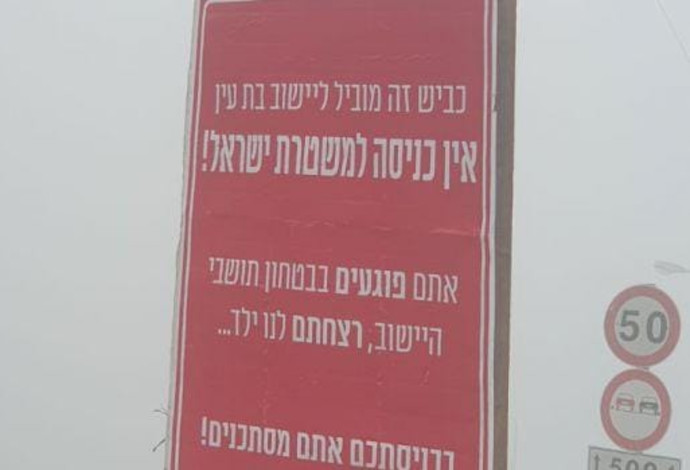 כביש זה מוביל ליישוב בת עין
אין כניסה למשטרת ישראל!
אתם פוגעים בבטחון תושבי
היישוב, רצחתם לנו ילד...
בכניסתכם אתם מסתכנים!
50